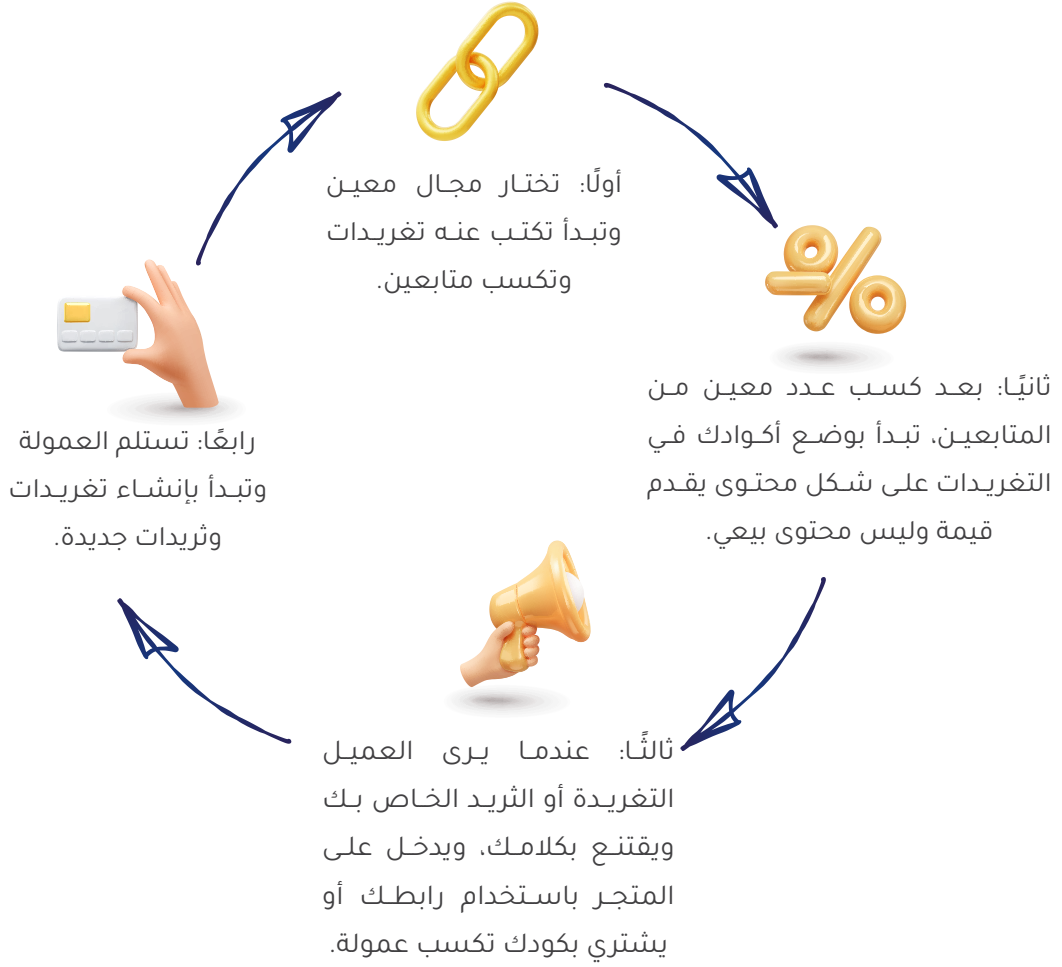 أولًا: تختار مجال معين
وتبدأ تكتب عنه تغريدات
وتكسب متابعين.
ثانيًا: بعد كسب عدد معين من
المتابعين، تبدأ بوضع أكوادك في
التغريدات على شكل محتوى يقدم
قيمة وليس محتوى بيعي.
ثالثًا: عندما يرى العميل
التغريدة أو الثريد الخاص بك
ويقتنع بكلامك، ويدخل على
المتجر باستخدام رابطك أو
يشتري بكودك تكسب عمولة.
رابعًا: تستلم العمولة
وتبدأ بإنشاء تغريدات
وثريدات جديدة.